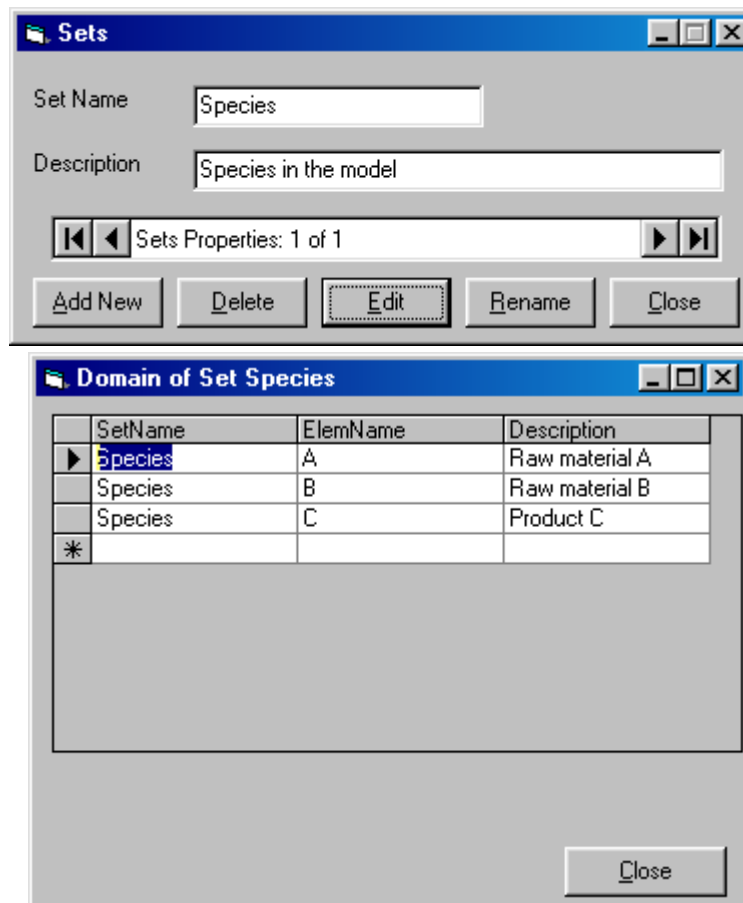 Sets
Set Name Species
Description Species in the model
Sets Properties: 1 of 1
Add New Delete Edit Rename Close
Domain of Set Species
SetName ElemName Description
Species A Raw material A
Species B Raw material B
Species C Product C
Close